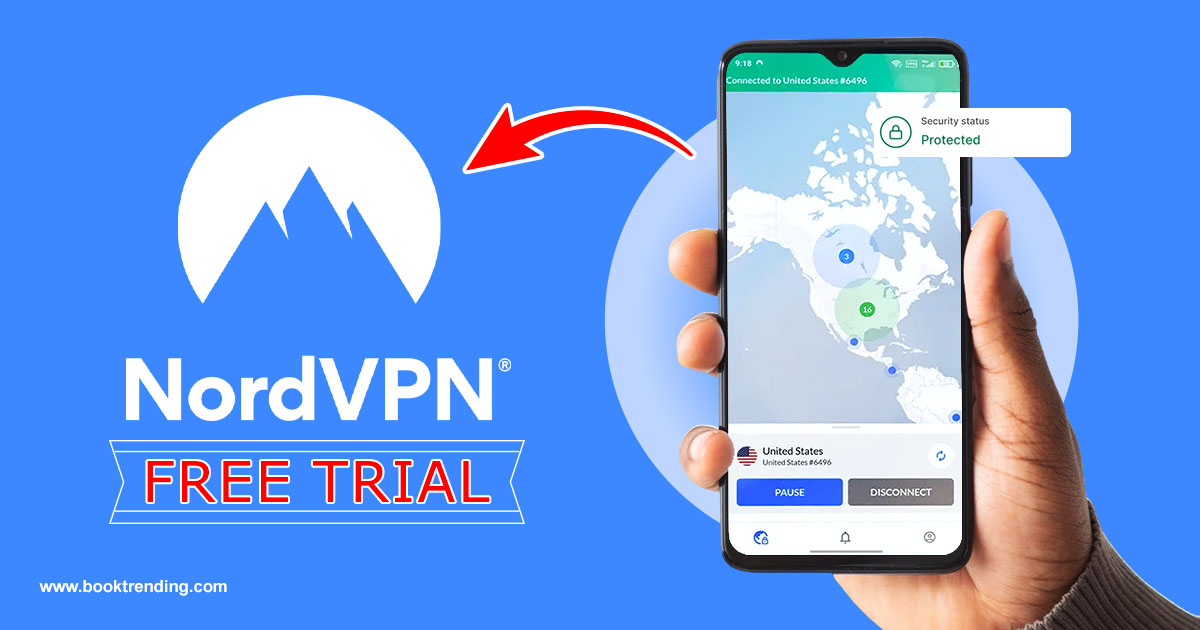 NordVPN®
FREE TRIAL
www.booktrending.com
9:18
Connected to United States #6496
Security status
Protected
3
16
United States
United States #6496
PAUSE
DISCONNECT